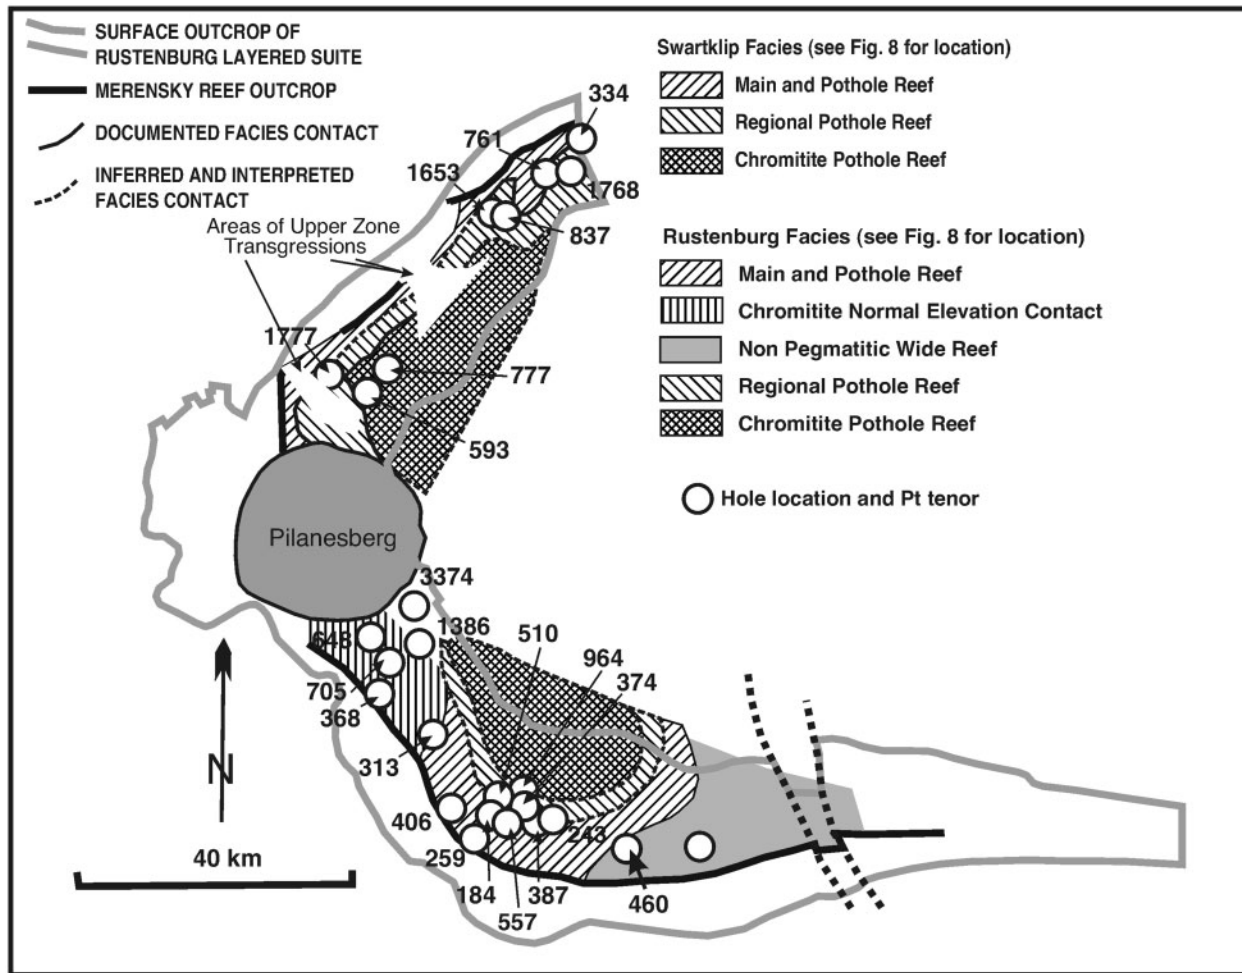 SURFACE OUTCROP OF
RUSTENBURG LAYERED SUITE
MERENSKY REEF OUTCROP
DOCUMENTED FACIES CONTACT
INFERRED AND INTERPRETED
FACIES CONTACT
Swartklip Facies (see Fig. 8 for location)
Main and Pothole Reef
Regional Pothole Reef
Chromitite Pothole Reef
Rustenburg Facies (see Fig. 8 for location)
Main and Pothole Reef
Chromitite Normal Elevation Contact
Non Pegmatitic Wide Reef
Regional Pothole Reef
Chromitite Pothole Reef
Hole location and Pt tenor
334
761
1653
1768
837
Areas of Upper Zone
Transgressions
1777
777
593
Pilanesberg
3374
648
1386
510
964
374
705
368
313
N
406
243
259
40 km
184
387
460
557